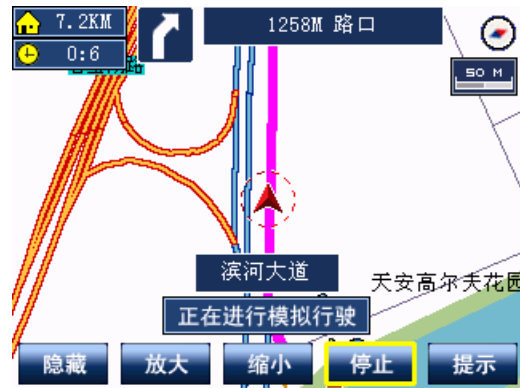 7.2KM
1258M 路口
0:6
50 M
滨河大道
天安高尔夫花园
正在进行模拟行驶
隐藏 放大 缩小 停止 提示